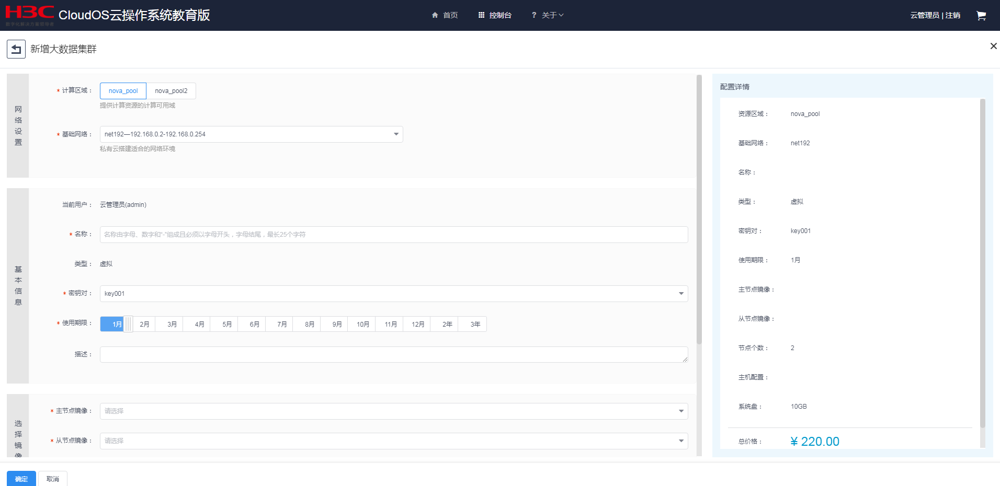 H3C
数字化解决方案领导者
CloudOS云操作系统教育版
首页
控制台
? 关于
云管理员 | 注销
新增大数据集群
网络设置
* 计算区域：
nova_pool
nova_pool2
提供计算资源的计算可用域
* 基础网络：
net192—192.168.0.2-192.168.0.254
私有云搭建适合的网络环境
基本信息
当前用户：
云管理员(admin)
* 名称：
名称由字母、数字和“-”组成且必须以字母开头，字母结尾，最长25个字符
类型：
虚拟
* 密钥对：
key001
* 使用期限：
1月 2月 3月 4月 5月 6月 7月 8月 9月 10月 11月 12月 2年 3年
描述：
选择镜像
* 主节点镜像：
请选择
* 从节点镜像：
请选择
确定
取消
配置详情
资源区域： nova_pool
基础网络： net192
名称：
类型： 虚拟
密钥对： key001
使用期限： 1月
主节点镜像：
从节点镜像：
节点个数： 2
主机配置：
系统盘： 10GB
总价格： ¥ 220.00